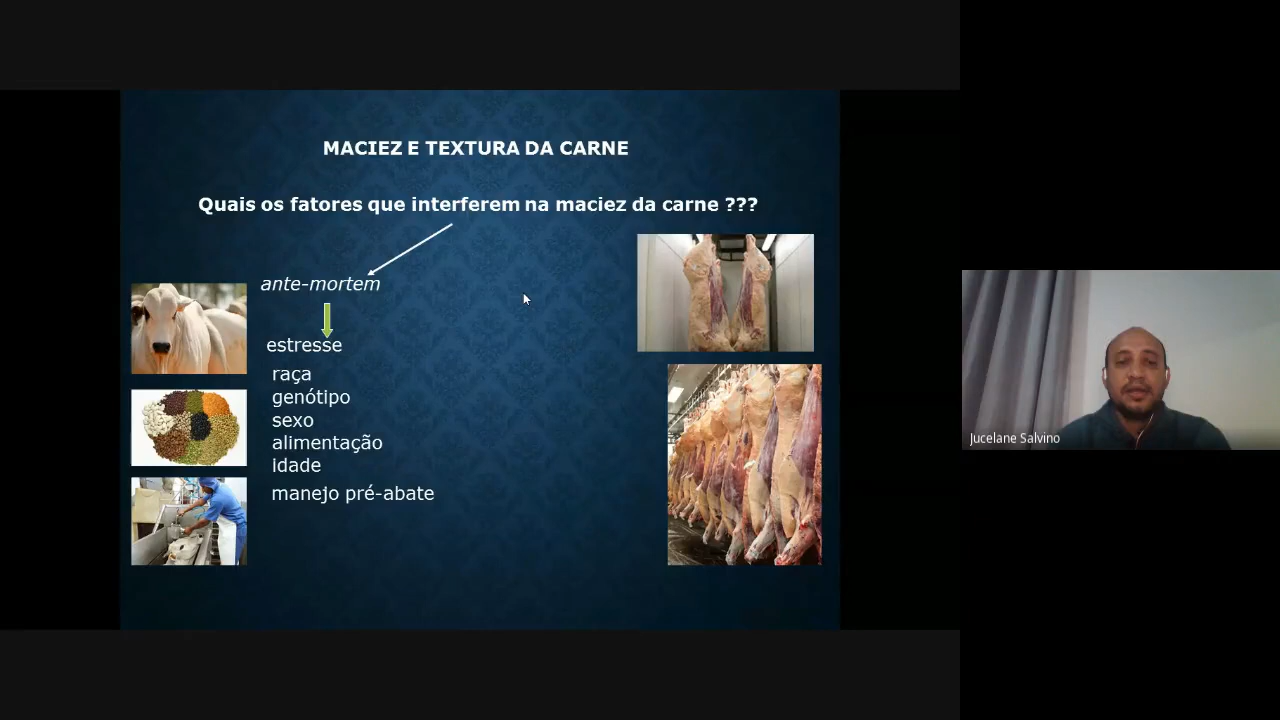 MACIEZ E TEXTURA DA CARNE
Quais os fatores que interferem na maciez da carne ???
ante-mortem
estresse
raça
genótipo
sexo
alimentação
idade
manejo pré-abate
Jucelane Salvino